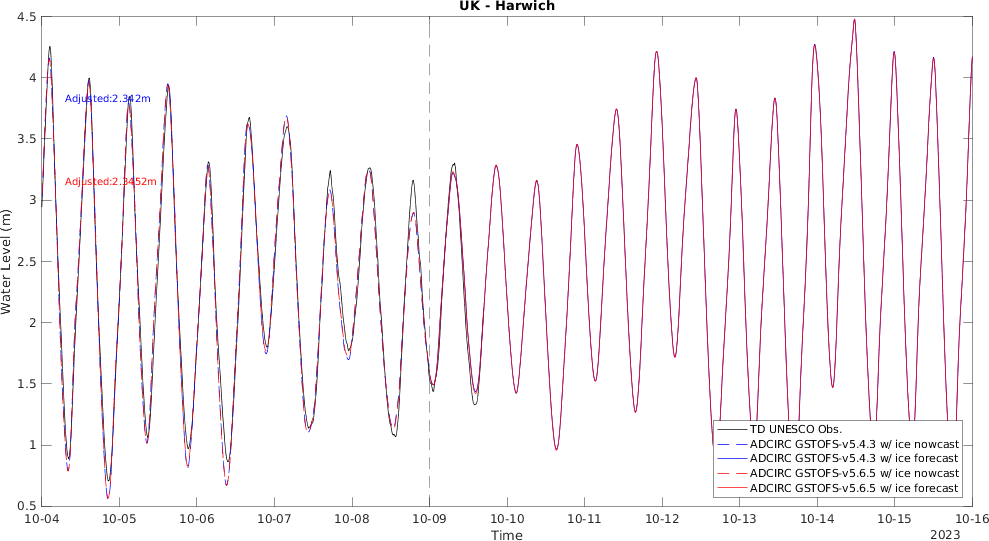 UK - Harwich
4.5
4
3.5
3
2.5
2
1.5
1
0.5
Water Level (m)
Adjusted:2.342m
Adjusted:2.3452m
TD UNESCO Obs.
ADCIRC GSTOFS-v5.4.3 w/ ice nowcast
ADCIRC GSTOFS-v5.4.3 w/ ice forecast
ADCIRC GSTOFS-v5.6.5 w/ ice nowcast
ADCIRC GSTOFS-v5.6.5 w/ ice forecast
10-04 10-05 10-06 10-07 10-08 10-09 10-10 10-11 10-12 10-13 10-14 10-15 10-16
Time
2023